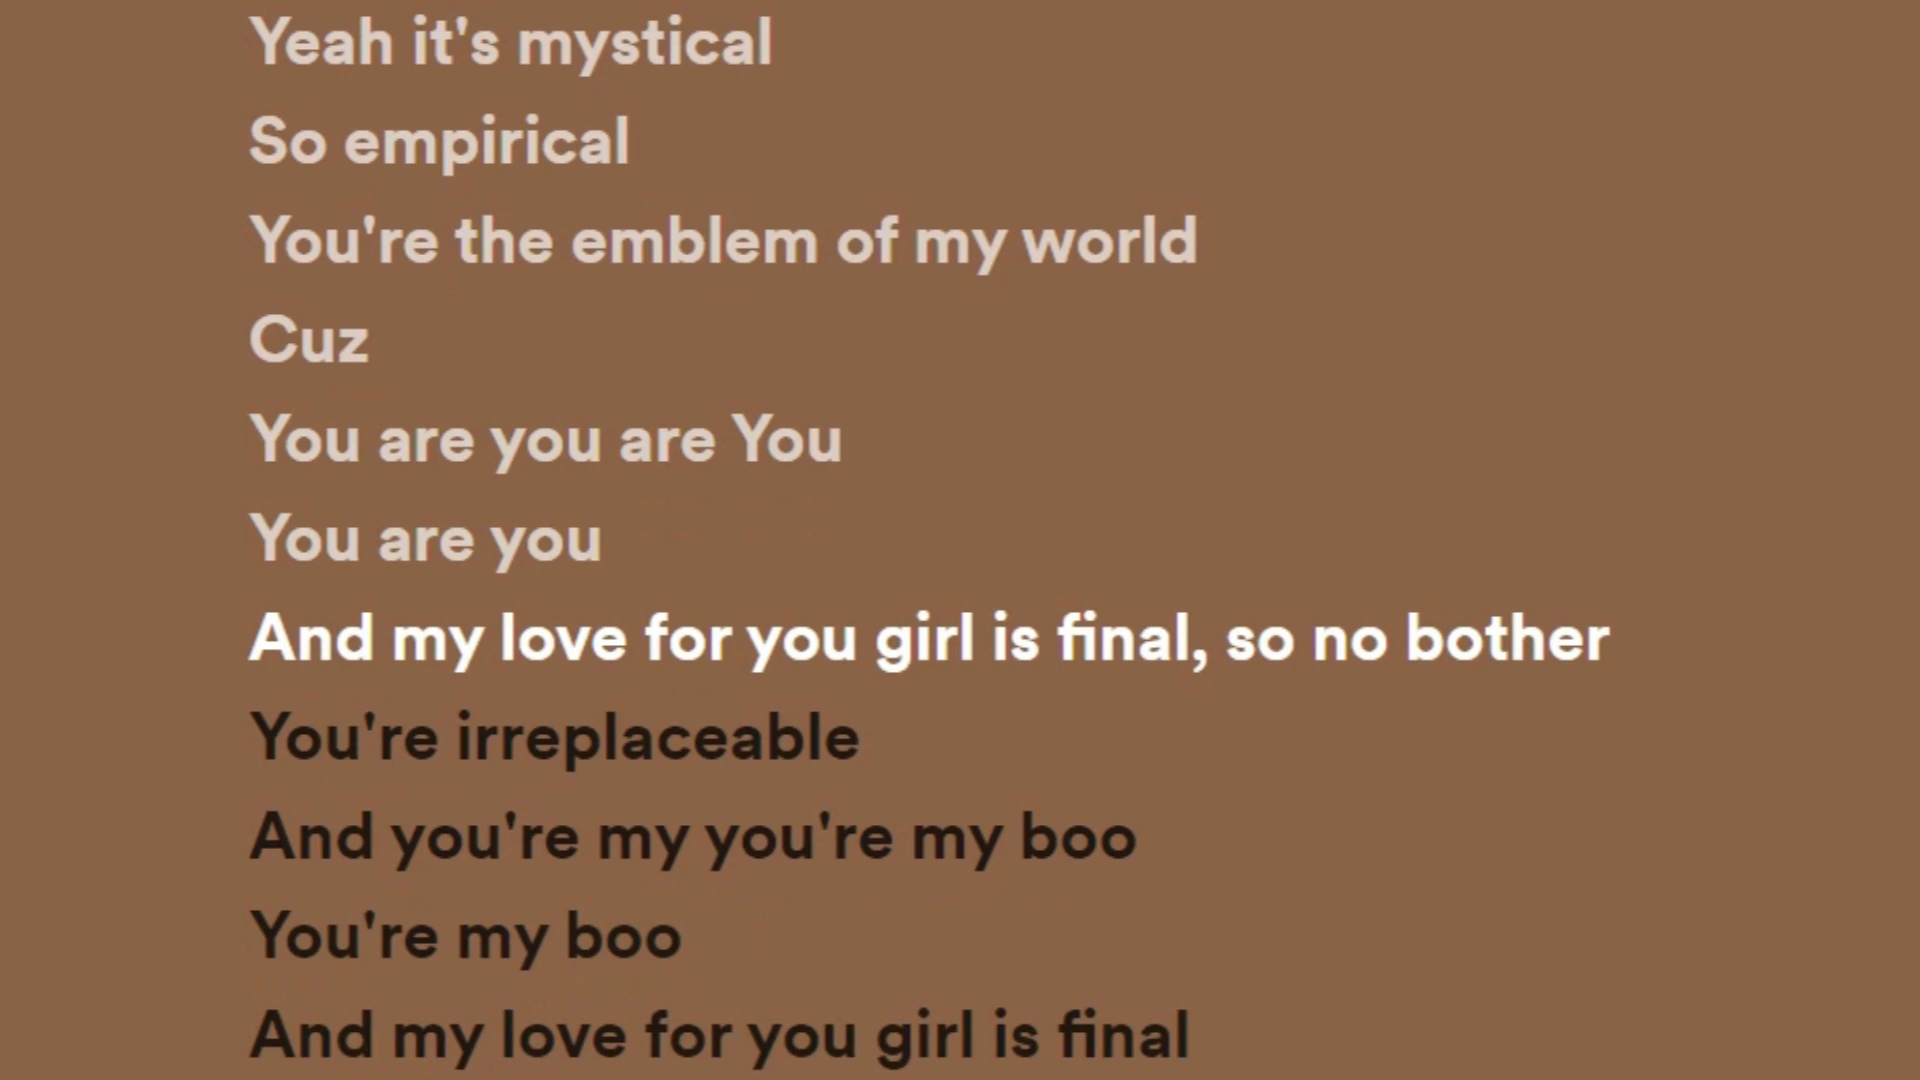 Yeah it's mystical
So empirical
You're the emblem of my world
Cuz
You are you are You
You are you
And my love for you girl is final, so no bother
You're irreplaceable
And you're my you're my boo
You're my boo
And my love for you girl is final